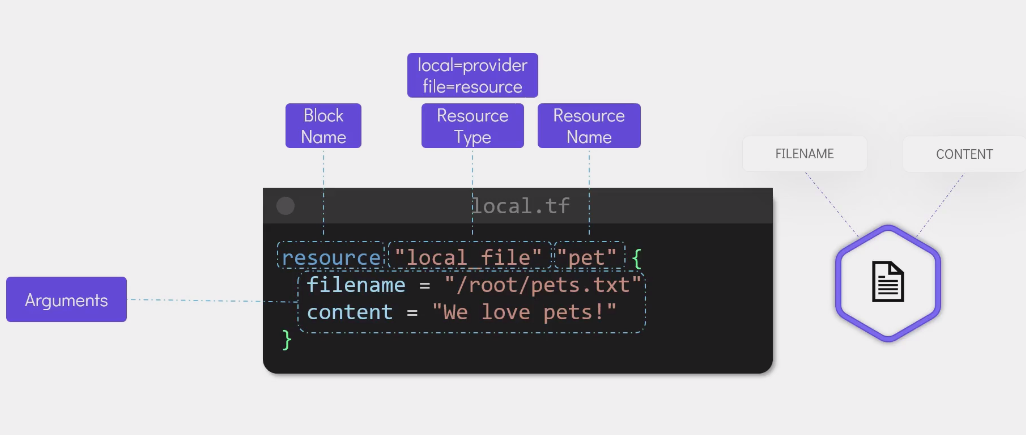 local=provider
file=resource
Block
Name
Resource
Type
Resource
Name
FILENAME
CONTENT
local.tf
resource "local_file" "pet" {
filename = "/root/pets.txt"
content = "We love pets!"
}
Arguments